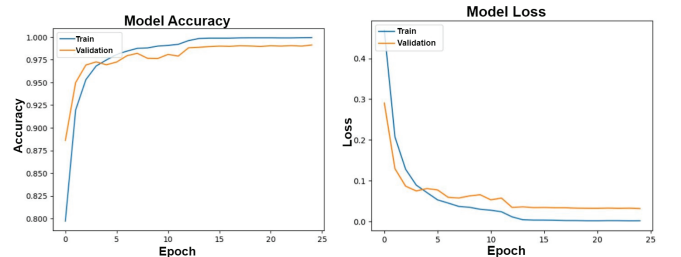 Model Accuracy
Train
Validation
Accuracy
1.000
0.975
0.950
0.925
0.900
0.875
0.850
0.825
0.800
0
5
10
15
20
25
Epoch
Model Loss
Train
Validation
Loss
0.4
0.3
0.2
0.1
0.0
0
5
10
15
20
25
Epoch